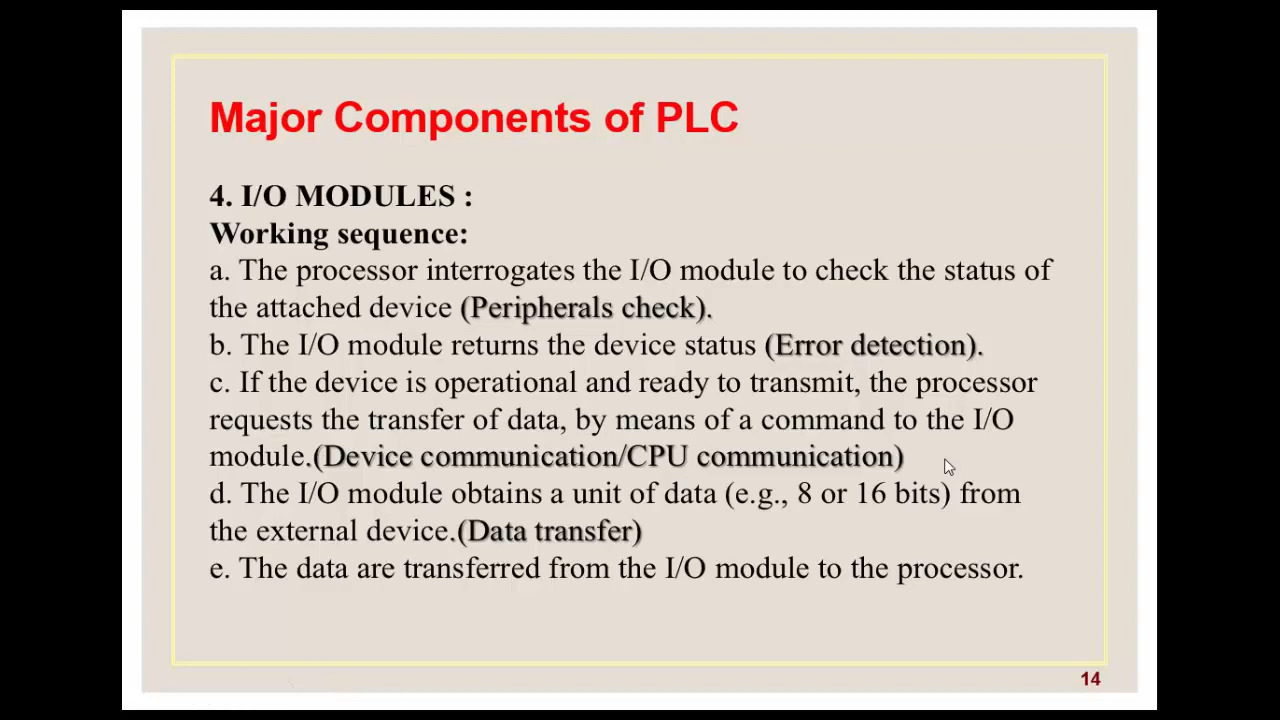 Major Components of PLC
4. I/O MODULES :
Working sequence:
a. The processor interrogates the I/O module to check the status of
the attached device (Peripherals check).
b. The I/O module returns the device status (Error detection).
c. If the device is operational and ready to transmit, the processor
requests the transfer of data, by means of a command to the I/O
module.(Device communication/CPU communication)
d. The I/O module obtains a unit of data (e.g., 8 or 16 bits) from
the external device.(Data transfer)
e. The data are transferred from the I/O module to the processor.
14